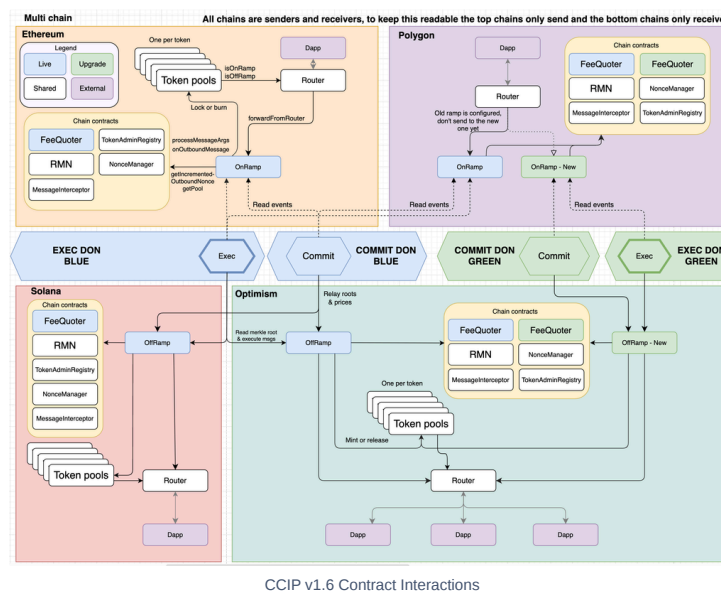 Multi chain
All chains are senders and receivers, to keep this readable the top chains only send and the bottom chains only receive
Ethereum
Legend
Live
Upgrade
Shared
External
One per token
Token pools
isOnRamp
isOffRamp
Dapp
Router
Lock or burn
forwardFromRouter
Chain contracts
FeeQuoter
TokenAdminRegistry
RMN
NonceManager
MessageInterceptor
processMessageArgs
onOutboundMessage
getIncremented-
OutboundNonce
getPool
OnRamp
Read events
Polygon
Dapp
Router
Old ramp is configured,
don't send to the new
one yet
Chain contracts
FeeQuoter
FeeQuoter
RMN
NonceManager
MessageInterceptor
TokenAdminRegistry
OnRamp
OnRamp - New
Read events
Read events
EXEC DON
BLUE
Exec
Commit
COMMIT DON
BLUE
COMMIT DON
GREEN
Commit
Exec
EXEC DON
GREEN
Solana
Chain contracts
FeeQuoter
RMN
TokenAdminRegistry
NonceManager
MessageInterceptor
OffRamp
Token pools
Router
Dapp
Optimism
Relay roots
& prices
Read merkle root
& execute msgs
OffRamp
Chain contracts
FeeQuoter
FeeQuoter
RMN
NonceManager
MessageInterceptor
TokenAdminRegistry
OffRamp - New
One per token
Token pools
Mint or release
Router
Dapp
Dapp
Dapp
CCIP v1.6 Contract Interactions